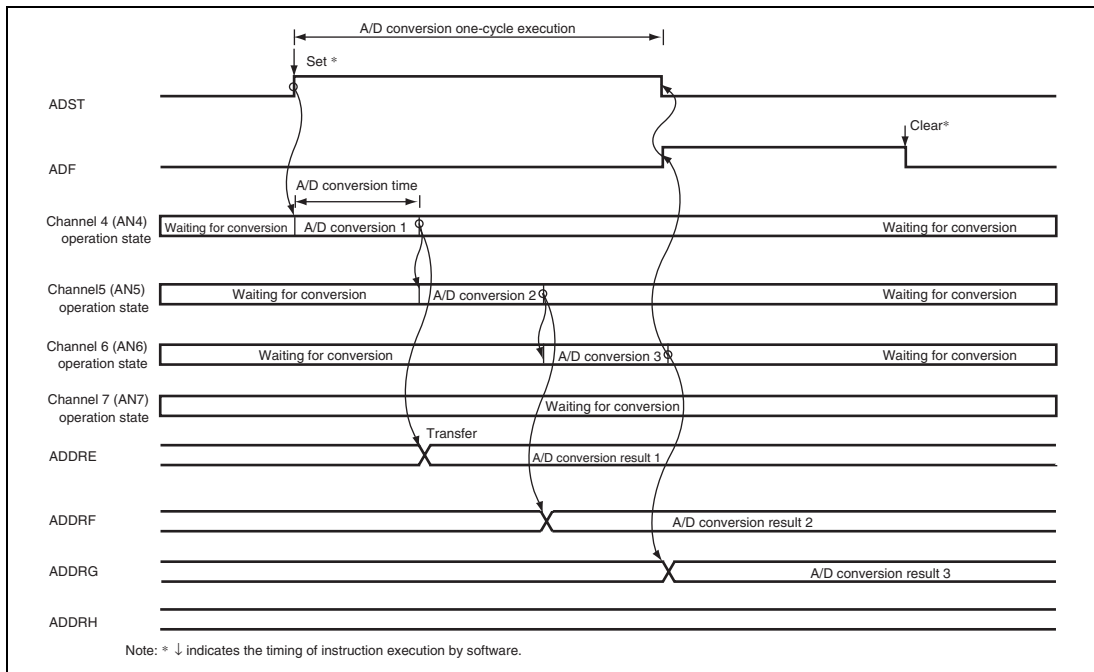 A/D conversion one-cycle execution
Set *
ADST
Clear*
ADF
A/D conversion time
Channel 4 (AN4)
operation state
Waiting for conversion
A/D conversion 1
Waiting for conversion
Channel5 (AN5)
operation state
Waiting for conversion
A/D conversion 2
Waiting for conversion
Channel 6 (AN6)
operation state
Waiting for conversion
A/D conversion 3
Waiting for conversion
Channel 7 (AN7)
operation state
Waiting for conversion
Transfer
ADDRE
A/D conversion result 1
ADDRF
A/D conversion result 2
ADDRG
A/D conversion result 3
ADDRH
Note: * ↓ indicates the timing of instruction execution by software.